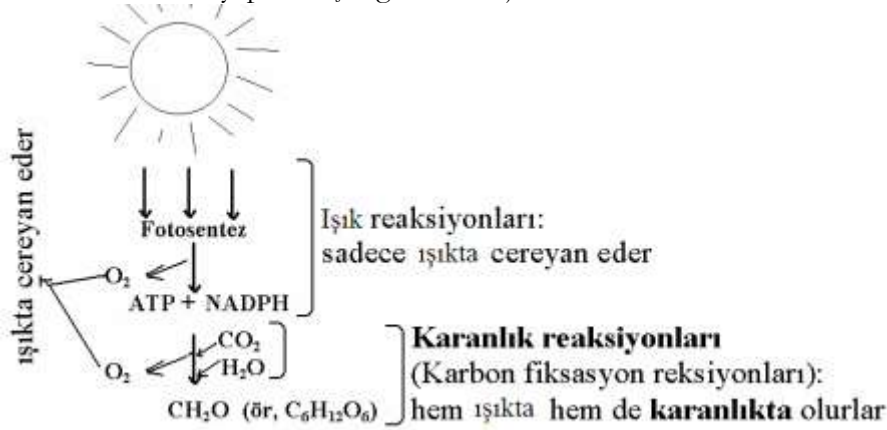 ışıkta cereyan eder
Fotosentez
O₂
ATP + NADPH
Işık reaksiyonları:
sadece ışıkta cereyan eder
CO₂
H₂O
O₂
CH₂O (ör, C₆H₁₂O₆)
Karanlık reaksiyonları
(Karbon fiksasyon reksiyonları):
hem ışıkta hem de karanlıkta olurlar